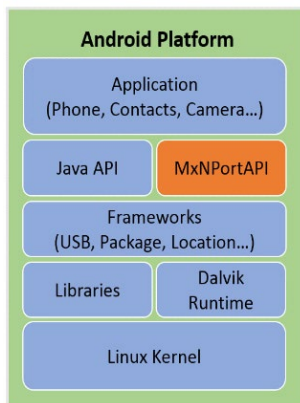 Android Platform
Application
(Phone, Contacts, Camera...)
Java API
MxNPortAPI
Frameworks
(USB, Package, Location...)
Libraries
Dalvik
Runtime
Linux Kernel